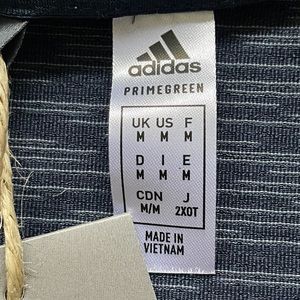 adidas
PRIMEGREEN
UK US F
M M M
D I E
M M M
CDN J
M/M 2XOT
MADE IN
VIETNAM